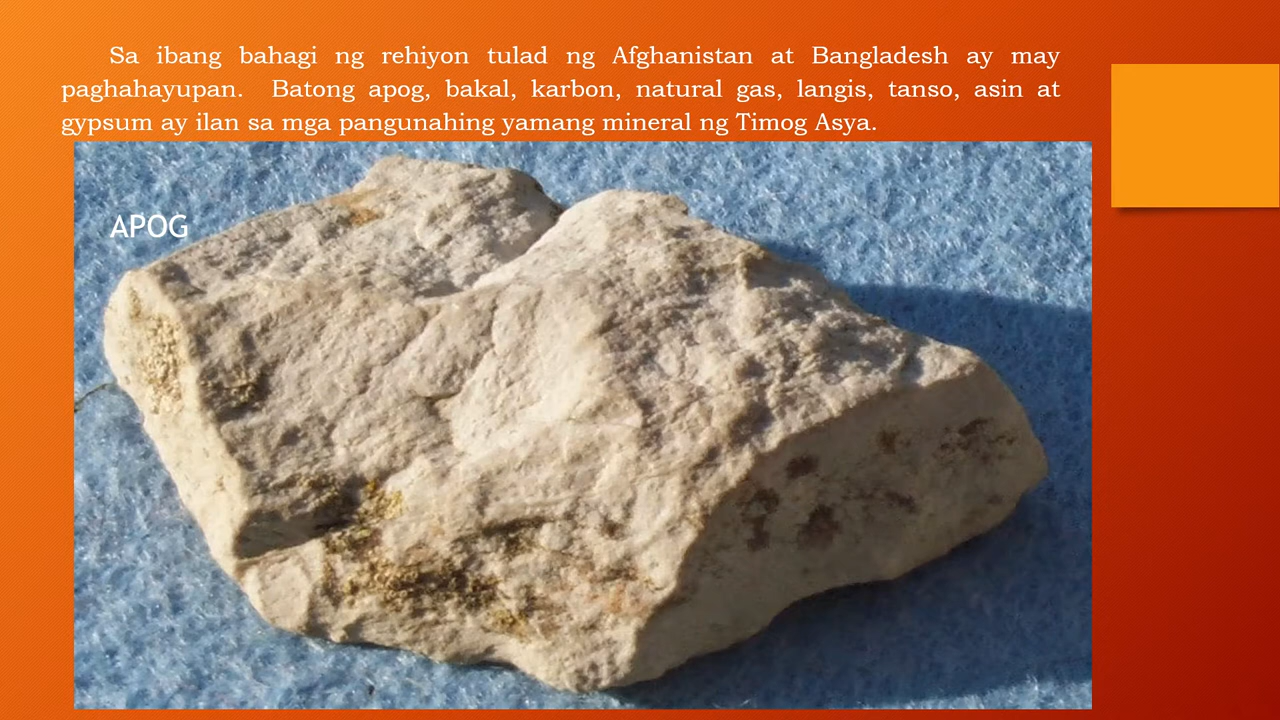 Sa ibang bahagi ng rehiyon tulad ng Afghanistan at Bangladesh ay may
paghahayupan. Batong apog, bakal, karbon, natural gas, langis, tanso, asin at
gypsum ay ilan sa mga pangunahing yamang mineral ng Timog Asya.
APOG